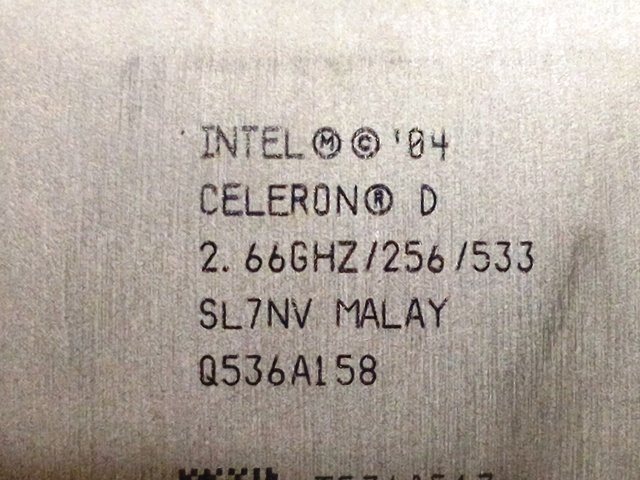 INTEL Ⓜ © '04
CELERON® D
2.66GHZ/256/533
SL7NV MALAY
Q536A158